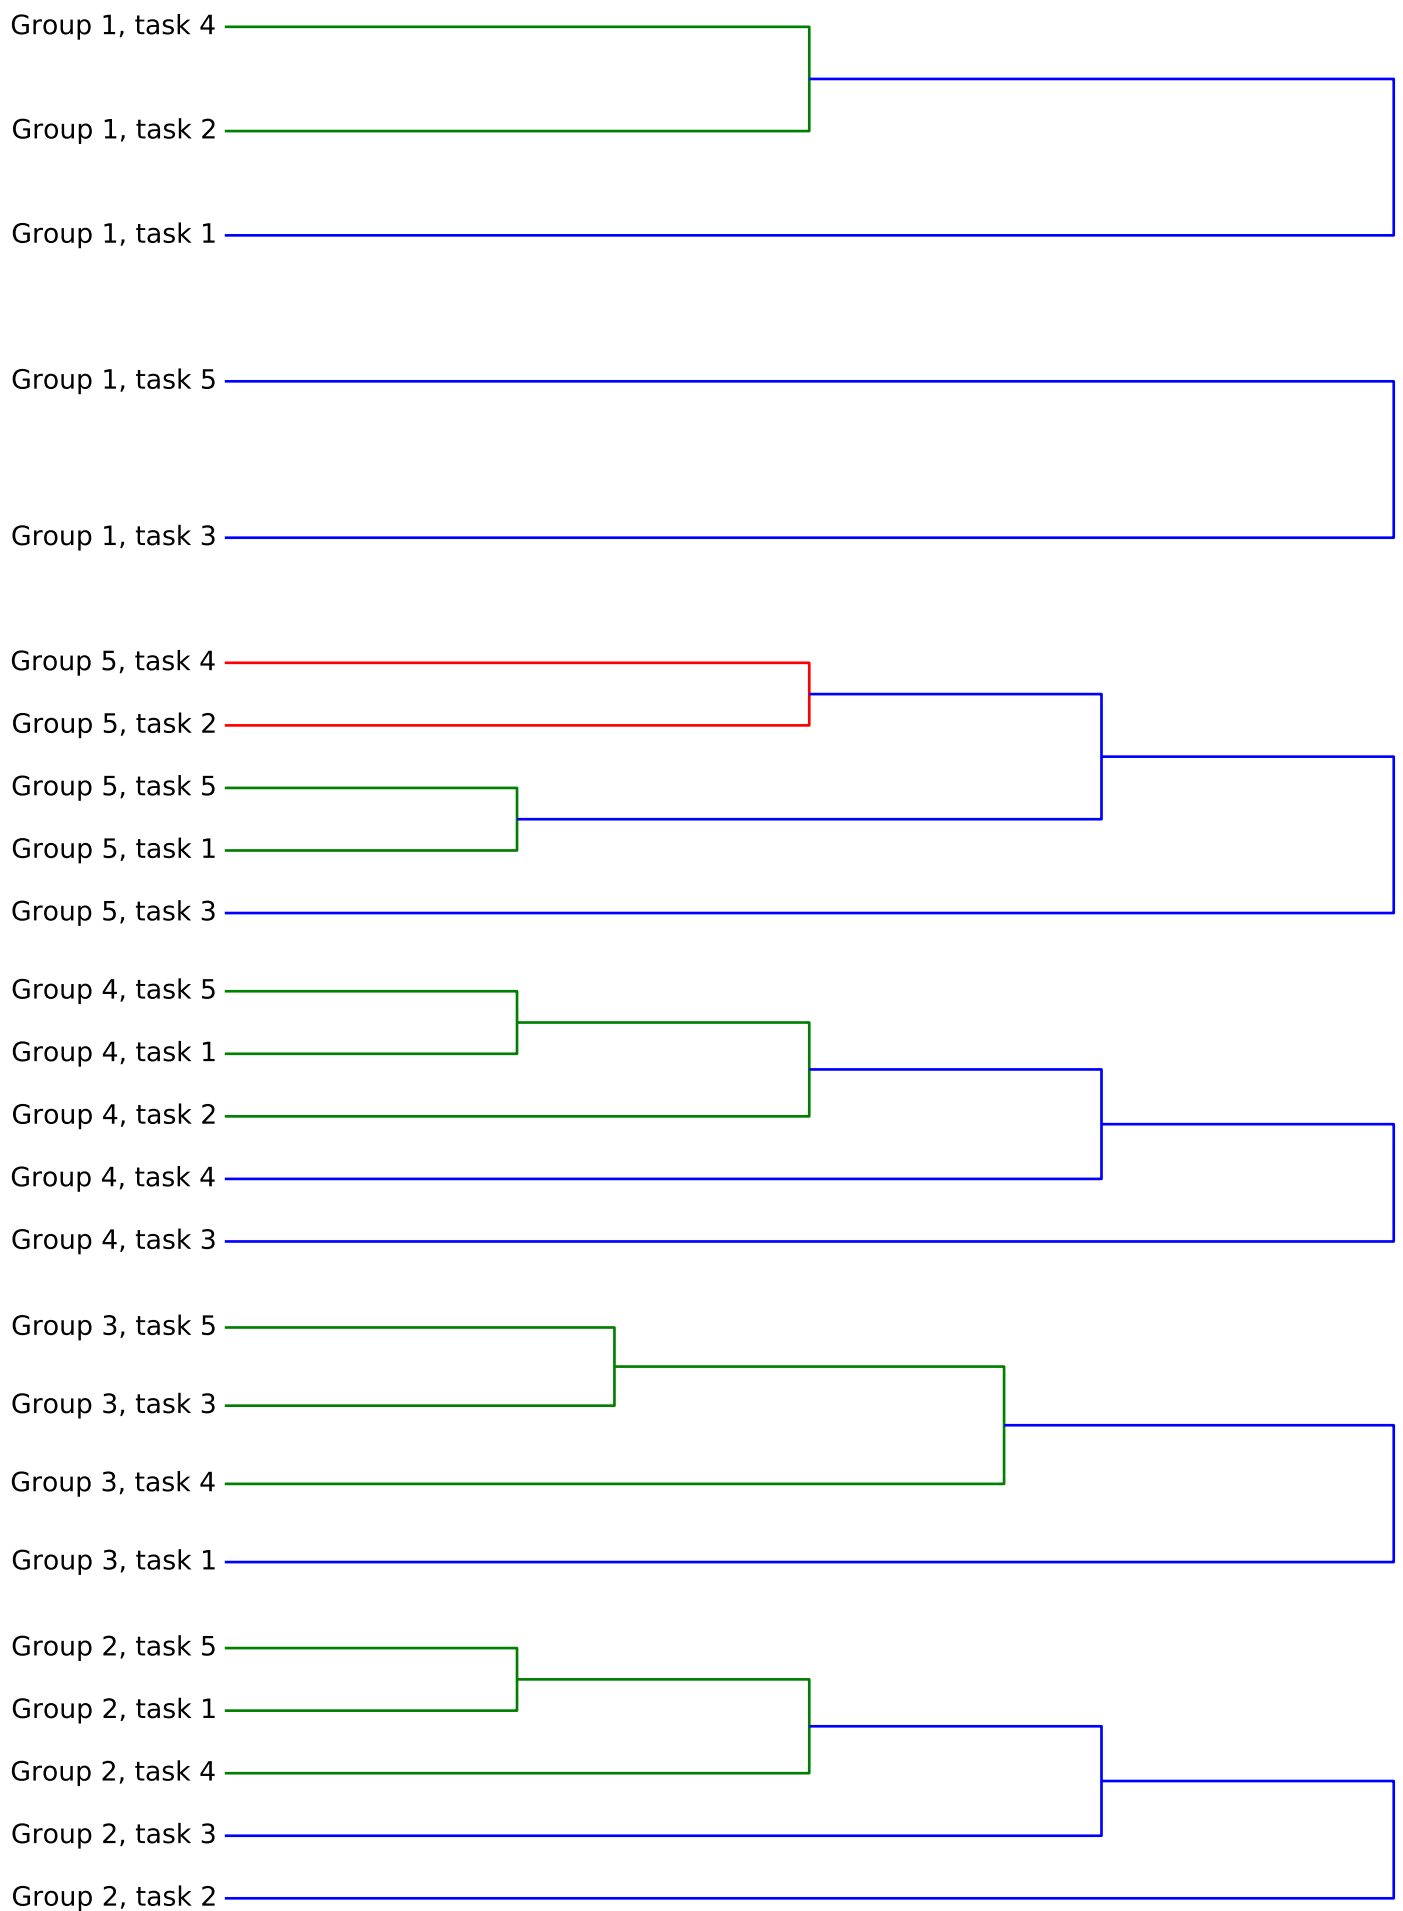 Group 1, task 4
Group 1, task 2
Group 1, task 1
Group 1, task 5
Group 1, task 3
Group 5, task 4
Group 5, task 2
Group 5, task 5
Group 5, task 1
Group 5, task 3
Group 4, task 5
Group 4, task 1
Group 4, task 2
Group 4, task 4
Group 4, task 3
Group 3, task 5
Group 3, task 3
Group 3, task 4
Group 3, task 1
Group 2, task 5
Group 2, task 1
Group 2, task 4
Group 2, task 3
Group 2, task 2